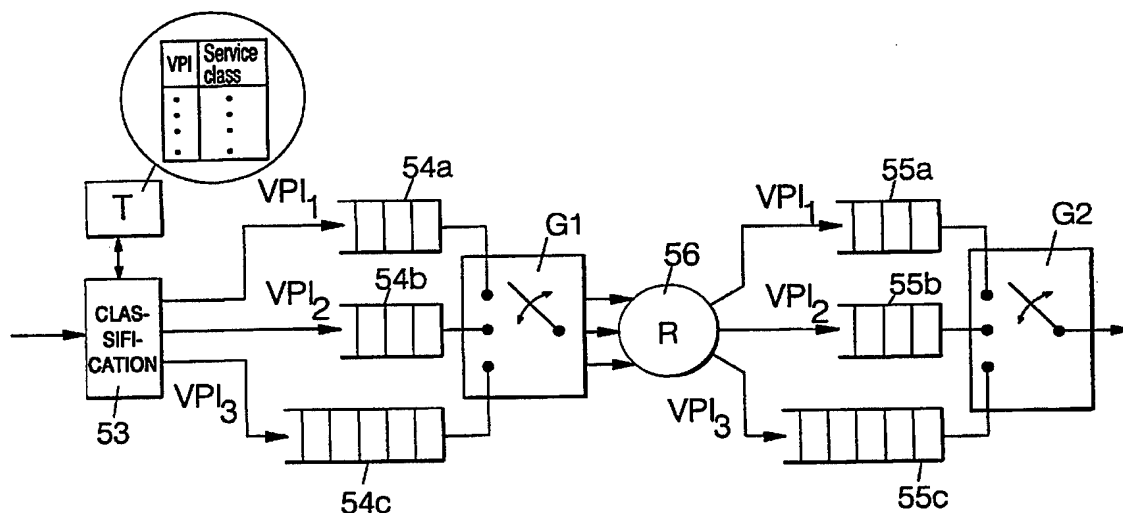 VPI Service class
T
CLAS-
SIFI-
CATION
53
VPI1
VPI2
VPI3
54a
54b
54c
G1
56
R
VPI1
VPI2
VPI3
55a
55b
55c
G2